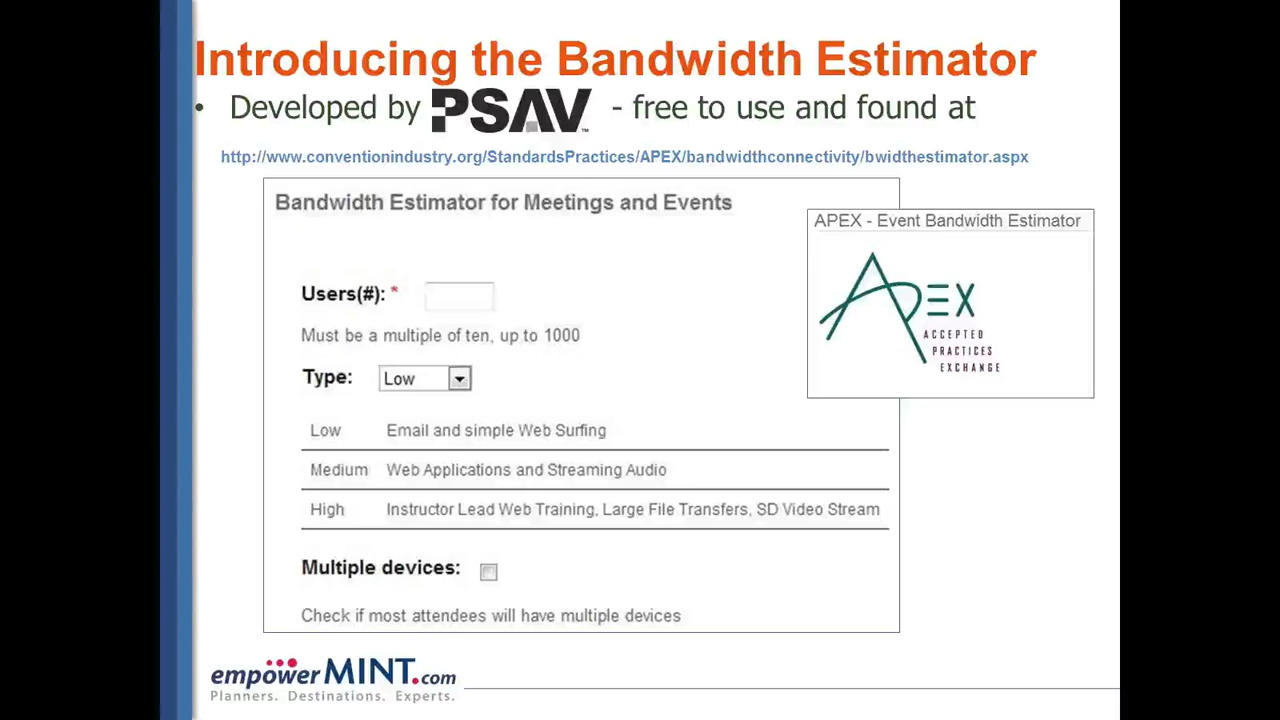 Introducing the Bandwidth Estimator
• Developed by PSAV™ - free to use and found at
http://www.conventionindustry.org/StandardsPractices/APEX/bandwidthconnectivity/bwidthestimator.aspx
Bandwidth Estimator for Meetings and Events
APEX - Event Bandwidth Estimator
APEX
ACCEPTED
PRACTICES
EXCHANGE
Users(#): *
Must be a multiple of ten, up to 1000
Type: Low
Low Email and simple Web Surfing
Medium Web Applications and Streaming Audio
High Instructor Lead Web Training, Large File Transfers, SD Video Stream
Multiple devices:
Check if most attendees will have multiple devices
empowerMINT.com
Planners. Destinations. Experts.